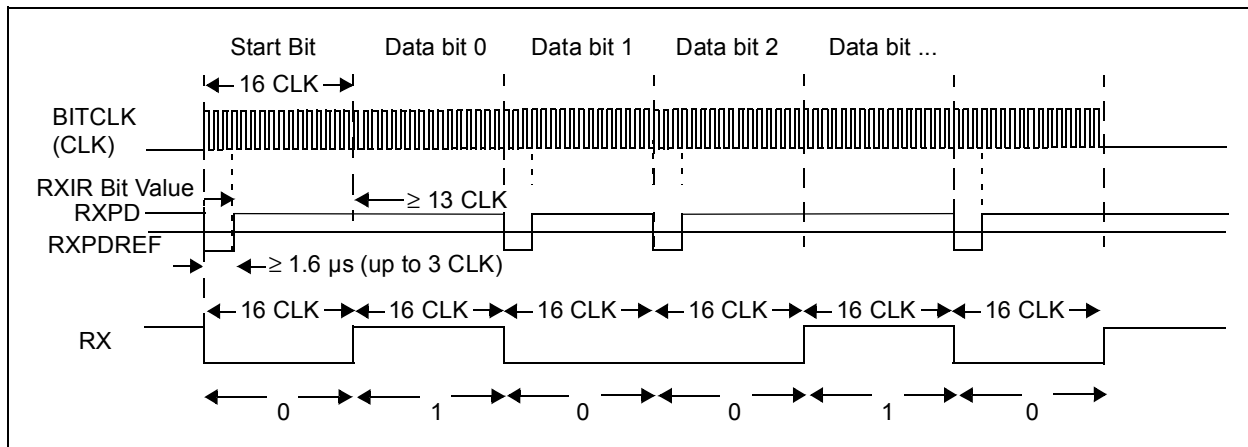 Start Bit Data bit 0 Data bit 1 Data bit 2 Data bit ...
16 CLK
BITCLK
(CLK)
RXIR Bit Value
≥ 13 CLK
RXPD
RXPDREF
≥ 1.6 µs (up to 3 CLK)
16 CLK 16 CLK 16 CLK 16 CLK 16 CLK 16 CLK
RX
0 1 0 0 1 0